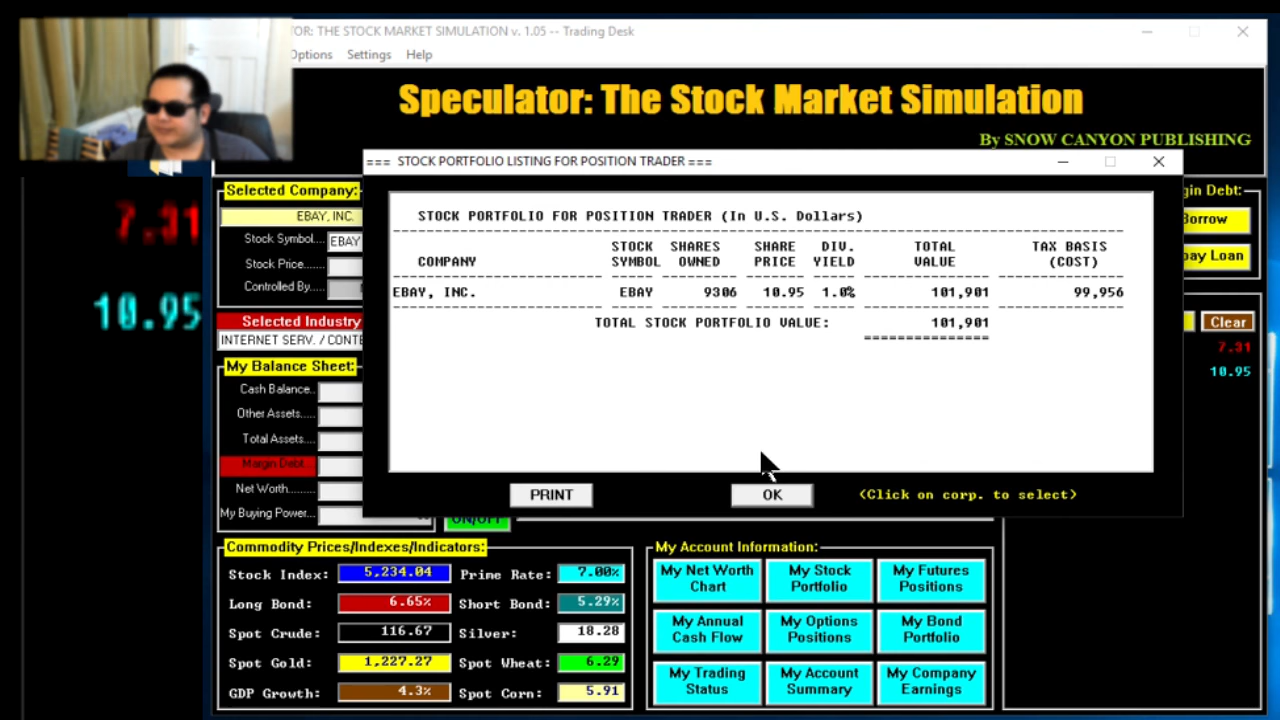 OR: THE STOCK MARKET SIMULATION v. 1.05 -- Trading Desk
Options Settings Help
Speculator: The Stock Market Simulation
By SNOW CANYON PUBLISHING
=== STOCK PORTFOLIO LISTING FOR POSITION TRADER ===
7.31
10.95
Selected Company:
EBAY, INC.
Stock Symbol.... EBAY
Stock Price.......
Controlled By....
Selected Industry
INTERNET SERV. / CONTE
My Balance Sheet:
Cash Balance..
Other Assets.....
Total Assets....
Margin Debt..
Net Worth.........
My Buying Power...
STOCK PORTFOLIO FOR POSITION TRADER (In U.S. Dollars)
STOCK SHARES SHARE DIV. TOTAL TAX BASIS
COMPANY SYMBOL OWNED PRICE YIELD VALUE (COST)
EBAY, INC. EBAY 9306 10.95 1.0% 101,901 99,956
TOTAL STOCK PORTFOLIO VALUE: 101,901
===============
PRINT
OK
<Click on corp. to select>
gin Debt:
Borrow
pay Loan
Clear
7.31
10.95
ON/OFF
Commodity Prices/Indexes/Indicators:
Stock Index: 5,234.04 Prime Rate: 7.00%
Long Bond: 6.65% Short Bond: 5.29%
Spot Crude: 116.67 Silver: 18.28
Spot Gold: 1,227.27 Spot Wheat: 6.29
GDP Growth: 4.3% Spot Corn: 5.91
My Account Information:
My Net Worth Chart
My Stock Portfolio
My Futures Positions
My Annual Cash Flow
My Options Positions
My Bond Portfolio
My Trading Status
My Account Summary
My Company Earnings